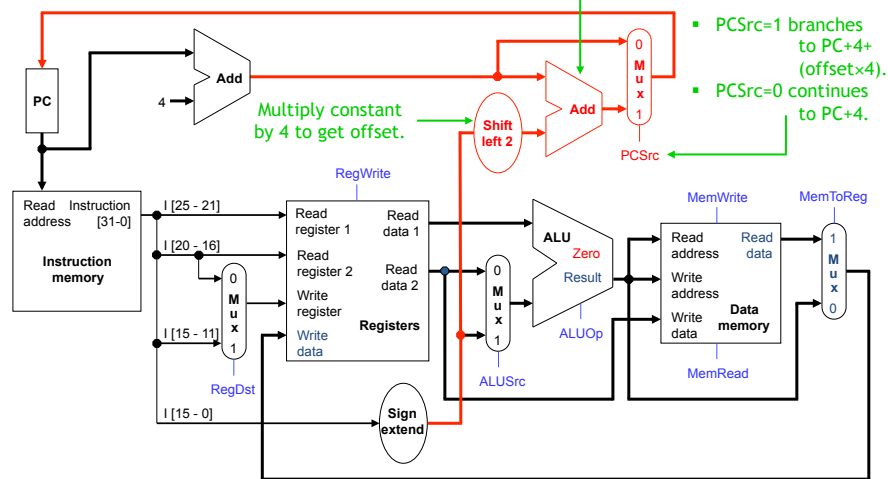 ▪ PCSrc=1 branches
to PC+4+
(offset×4).
▪ PCSrc=0 continues
to PC+4.
0
M
u
x
1
PCSrc
Add
PC
4
Multiply constant
by 4 to get offset.
Shift
left 2
Add
RegWrite
MemWrite
MemToReg
Read
address
Instruction
[31-0]
Instruction
memory
I [25 - 21]
I [20 - 16]
I [15 - 11]
I [15 - 0]
0
M
u
x
1
RegDst
Read
register 1
Read
register 2
Write
register
Write
data
Read
data 1
Read
data 2
Registers
Sign
extend
0
M
u
x
1
ALUSrc
ALU
Zero
Result
ALUOp
Read
address
Write
address
Write
data
Read
data
Data
memory
MemRead
1
M
u
x
0